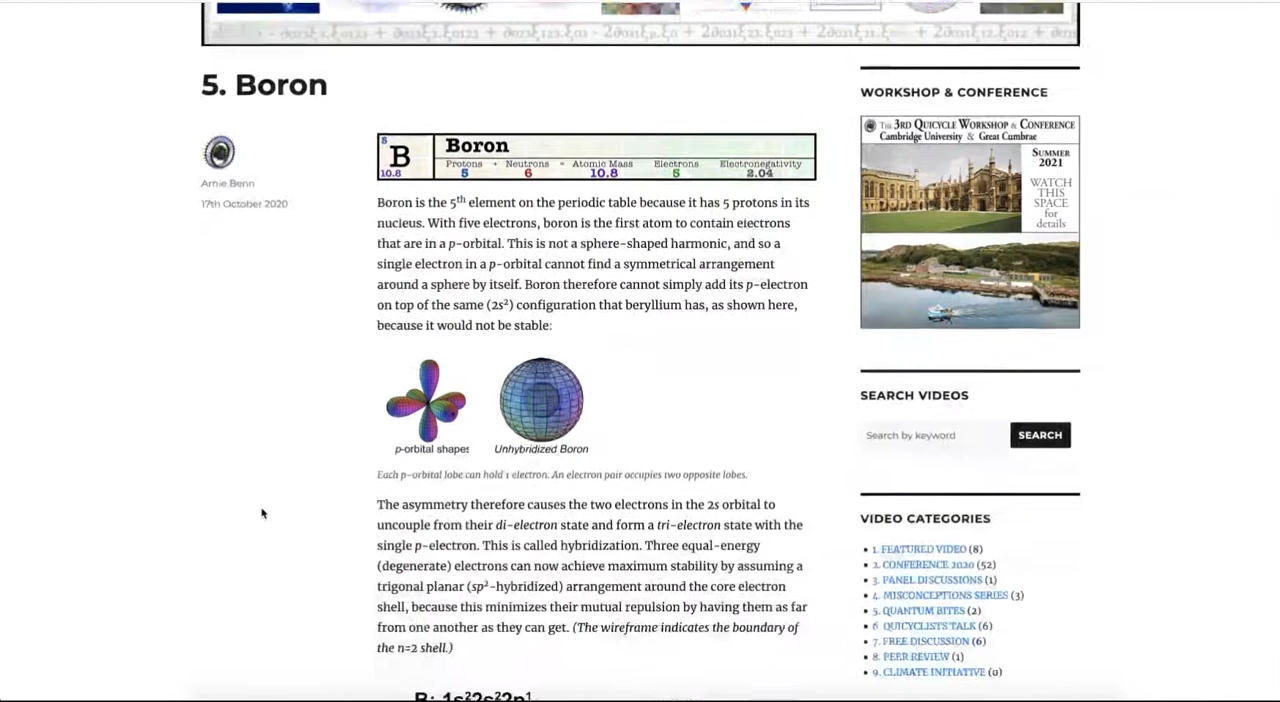 5. Boron
Arnie Benn
17th October 2020
5
B
10.8
Boron
Protons + Neutrons = Atomic Mass Electrons Electronegativity
5 6 10.8 5 2.04
Boron is the 5th element on the periodic table because it has 5 protons in its
nucleus. With five electrons, boron is the first atom to contain electrons
that are in a p-orbital. This is not a sphere-shaped harmonic, and so a
single electron in a p-orbital cannot find a symmetrical arrangement
around a sphere by itself. Boron therefore cannot simply add its p-electron
on top of the same (2s²) configuration that beryllium has, as shown here,
because it would not be stable:
p-orbital shapes Unhybridized Boron
Each p-orbital lobe can hold 1 electron. An electron pair occupies two opposite lobes.
The asymmetry therefore causes the two electrons in the 2s orbital to
uncouple from their di-electron state and form a tri-electron state with the
single p-electron. This is called hybridization. Three equal-energy
(degenerate) electrons can now achieve maximum stability by assuming a
trigonal planar (sp²-hybridized) arrangement around the core electron
shell, because this minimizes their mutual repulsion by having them as far
from one another as they can get. (The wireframe indicates the boundary of
the n=2 shell.)
B: 1s²2s²2p¹
WORKSHOP & CONFERENCE
THE 3RD QUICYCLE WORKSHOP & CONFERENCE
Cambridge University & Great Cumbrae
SUMMER
2021
WATCH
THIS
SPACE
for
details
SEARCH VIDEOS
Search by keyword SEARCH
VIDEO CATEGORIES
1. FEATURED VIDEO (8)
2. CONFERENCE 2020 (52)
3. PANEL DISCUSSIONS (1)
4. MISCONCEPTIONS SERIES (3)
5. QUANTUM BITES (2)
6. QUICYCLISTS TALK (6)
7. FREE DISCUSSION (6)
8. PEER REVIEW (1)
9. CLIMATE INITIATIVE (0)